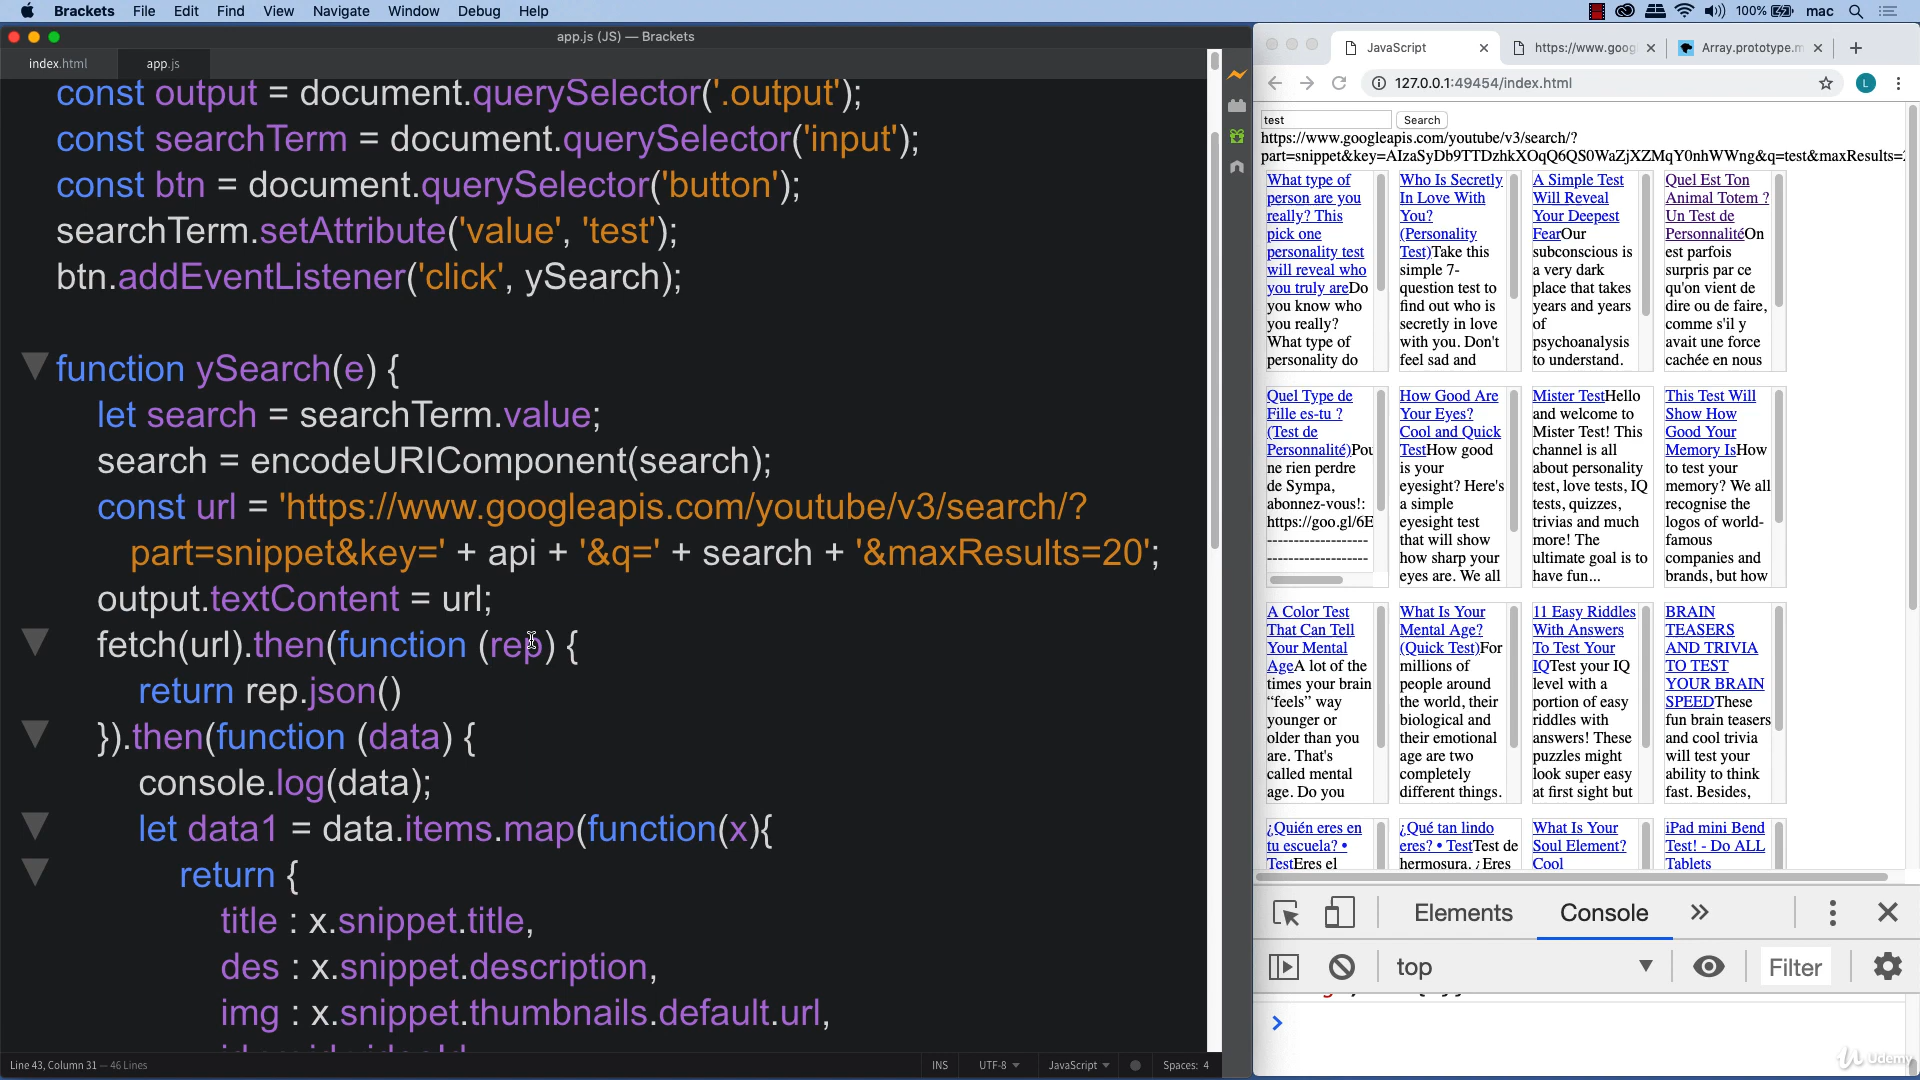 Brackets File Edit Find View Navigate Window Debug Help 100% mac
app.js (JS) — Brackets
index.html app.js
const output = document.querySelector('.output');
const searchTerm = document.querySelector('input');
const btn = document.querySelector('button');
searchTerm.setAttribute('value', 'test');
btn.addEventListener('click', ySearch);
function ySearch(e) {
let search = searchTerm.value;
search = encodeURIComponent(search);
const url = 'https://www.googleapis.com/youtube/v3/search/?
part=snippet&key=' + api + '&q=' + search + '&maxResults=20';
output.textContent = url;
fetch(url).then(function (rep) {
return rep.json()
}).then(function (data) {
console.log(data);
let data1 = data.items.map(function(x){
return {
title : x.snippet.title,
des : x.snippet.description,
img : x.snippet.thumbnails.default.url,
Line 43, Column 31 — 46 Lines
INS UTF-8 JavaScript Spaces: 4
JavaScript https://www.goog Array.prototype.m
127.0.0.1:49454/index.html L
test Search
https://www.googleapis.com/youtube/v3/search/?
part=snippet&key=AIzaSyDb9TTDzhkXOqQ6QS0WaZjXZMqY0nhWWng&q=test&maxResults=2
What type of
person are you
really? This
pick one
personality test
will reveal who
you truly areDo
you know who
you really?
What type of
personality do
Who Is Secretly
In Love With
You?
(Personality
Test)Take this
simple 7-
question test to
find out who is
secretly in love
with you. Don't
feel sad and
A Simple Test
Will Reveal
Your Deepest
FearOur
subconscious is
a very dark
place that takes
years and years
of
psychoanalysis
to understand.
Quel Est Ton
Animal Totem ?
Un Test de
PersonnalitéOn
est parfois
surpris par ce
qu'on vient de
dire ou de faire,
comme s'il y
avait une force
cachée en nous
Quel Type de
Fille es-tu ?
(Test de
Personnalité)Pou
ne rien perdre
de Sympa,
abonnez-vous!:
https://goo.gl/6E
-------------------
-------------------
How Good Are
Your Eyes?
Cool and Quick
TestHow good
is your
eyesight? Here's
a simple
eyesight test
that will show
how sharp your
eyes are. We all
Mister TestHello
and welcome to
Mister Test! This
channel is all
about personality
test, love tests, IQ
tests, quizzes,
trivias and much
more! The
ultimate goal is to
have fun...
This Test Will
Show How
Good Your
Memory IsHow
to test your
memory? We all
recognise the
logos of world-
famous
companies and
brands, but how
A Color Test
That Can Tell
Your Mental
AgeA lot of the
times your brain
“feels” way
younger or
older than you
are. That's
called mental
age. Do you
What Is Your
Mental Age?
(Quick Test)For
millions of
people around
the world, their
biological and
their emotional
age are two
completely
different things.
11 Easy Riddles
With Answers
To Test Your
IQTest your IQ
level with a
portion of easy
riddles with
answers! These
puzzles might
look super easy
at first sight but
BRAIN
TEASERS
AND TRIVIA
TO TEST
YOUR BRAIN
SPEEDThese
fun brain teasers
and cool trivia
will test your
ability to think
fast. Besides,
¿Quién eres en
tu escuela? •
TestEres el
¿Qué tan lindo
eres? • TestTest de
hermosura. ¿Eres
What Is Your
Soul Element?
Cool
iPad mini Bend
Test! - Do ALL
Tablets
Elements Console »
top Filter
Udemy